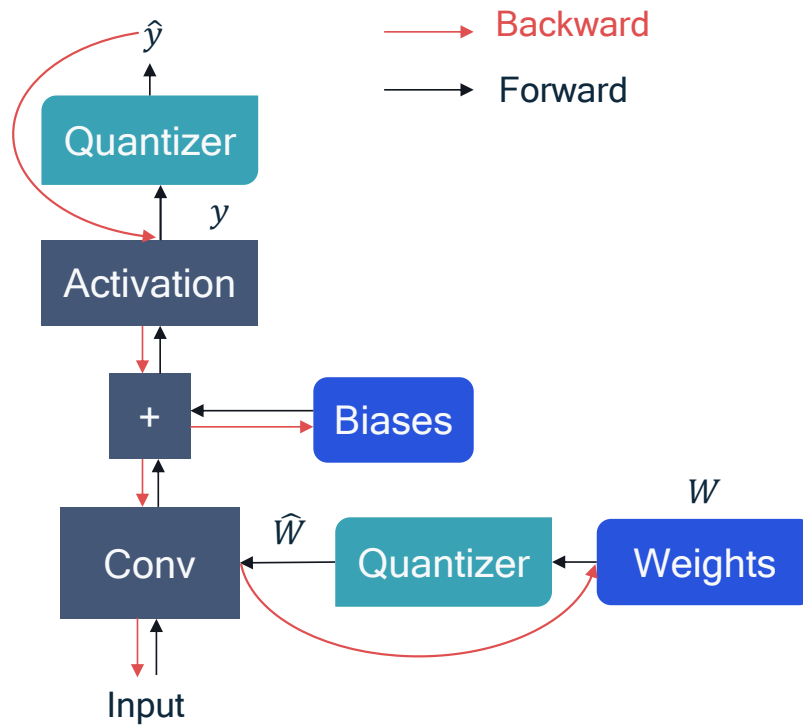 ŷ
Backward
Forward
Quantizer
y
Activation
+
Biases
W
Ŵ
Conv
Quantizer
Weights
Input